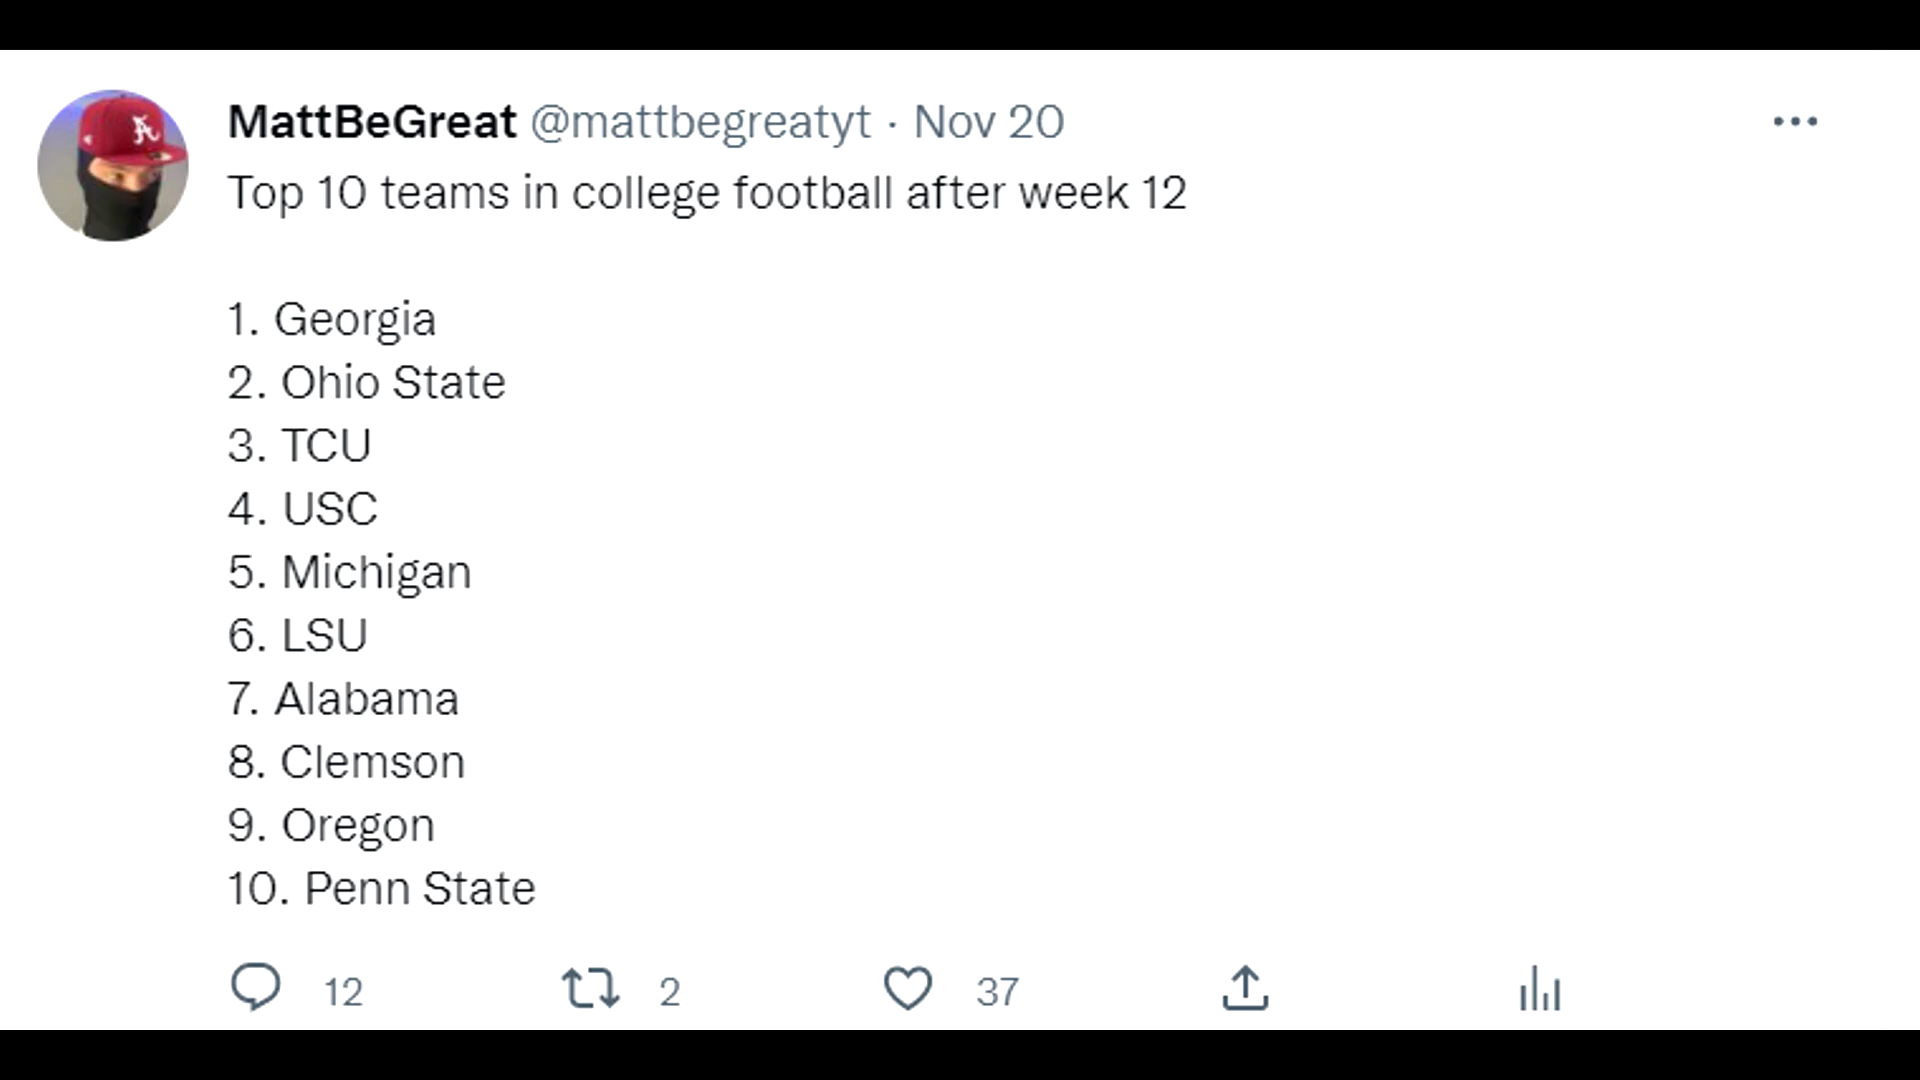 MattBeGreat @mattbegreatyt · Nov 20
Top 10 teams in college football after week 12
1. Georgia
2. Ohio State
3. TCU
4. USC
5. Michigan
6. LSU
7. Alabama
8. Clemson
9. Oregon
10. Penn State
12 2 37